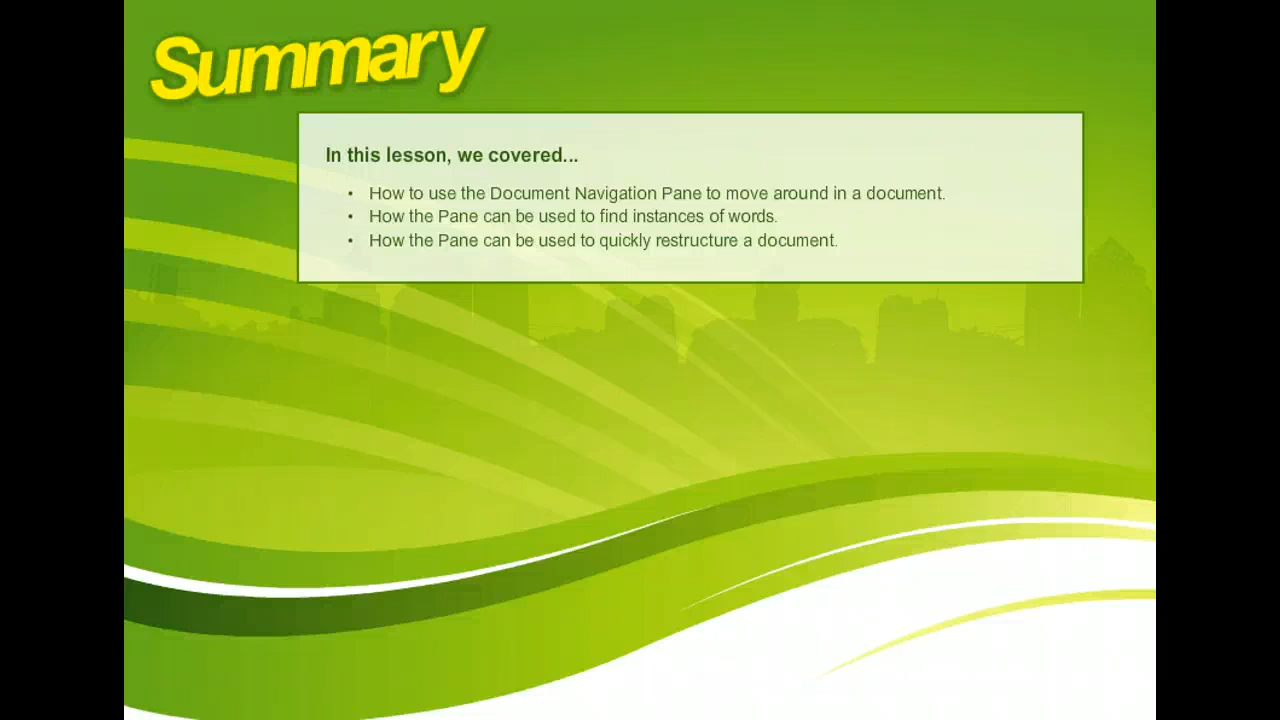 Summary
In this lesson, we covered...
• How to use the Document Navigation Pane to move around in a document.
• How the Pane can be used to find instances of words.
• How the Pane can be used to quickly restructure a document.